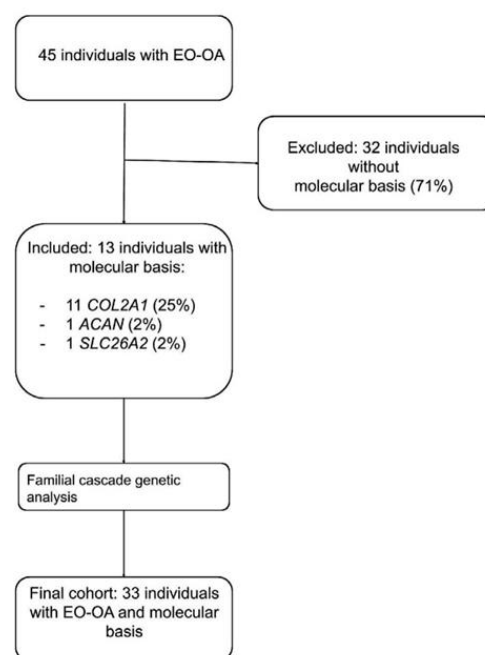 45 individuals with EO-OA
Excluded: 32 individuals
without
molecular basis (71%)
Included: 13 individuals with
molecular basis:
- 11 COL2A1 (25%)
- 1 ACAN (2%)
- 1 SLC26A2 (2%)
Familial cascade genetic
analysis
Final cohort: 33 individuals
with EO-OA and molecular
basis